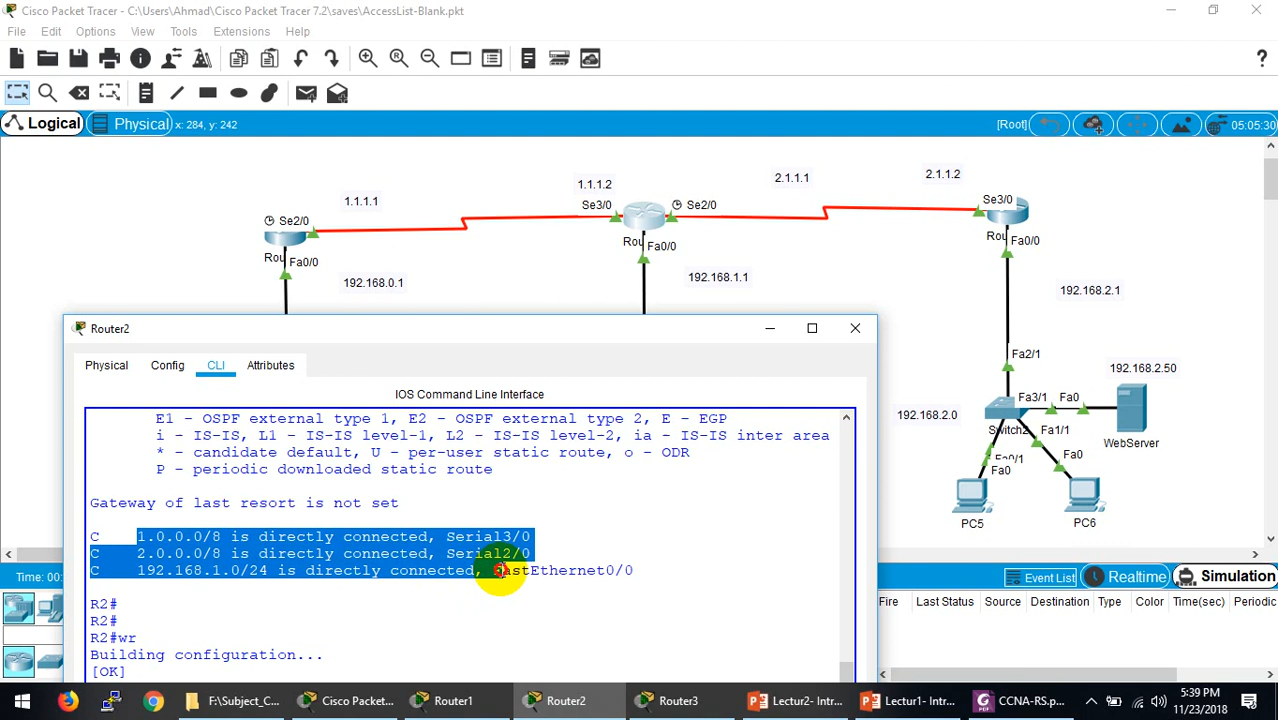 Cisco Packet Tracer - C:\Users\Ahmad\Cisco Packet Tracer 7.2\saves\AccessList-Blank.pkt
File Edit Options View Tools Extensions Help
?
Logical Physical x: 284, y: 242 [Root] 05:05:30
1.1.1.1 1.1.1.2 2.1.1.1 2.1.1.2
Se2/0 Se3/0 Se2/0 Se3/0
Rou Fa0/0 Rou Fa0/0 Rou Fa0/0
192.168.0.1 192.168.1.1 192.168.2.1
Fa2/1
192.168.2.50
Fa3/1 Fa0
192.168.2.0
Switch2 Fa1/1
WebServer
Fa0/1
Fa0 Fa0
PC5 PC6
Router2
Physical Config CLI Attributes
IOS Command Line Interface
E1 - OSPF external type 1, E2 - OSPF external type 2, E - EGP
i - IS-IS, L1 - IS-IS level-1, L2 - IS-IS level-2, ia - IS-IS inter area
* - candidate default, U - per-user static route, o - ODR
P - periodic downloaded static route
Gateway of last resort is not set
C 1.0.0.0/8 is directly connected, Serial3/0
C 2.0.0.0/8 is directly connected, Serial2/0
C 192.168.1.0/24 is directly connected, FastEthernet0/0
R2#
R2#
R2#wr
Building configuration...
[OK]
Time: 00:
Event List Realtime Simulation
Fire Last Status Source Destination Type Color Time(sec) Periodic
F:\Subject_C... Cisco Packet... Router1 Router2 Router3 Lectur2- Intr... Lectur1- Intr... CCNA-RS.p...
5:39 PM
11/23/2018